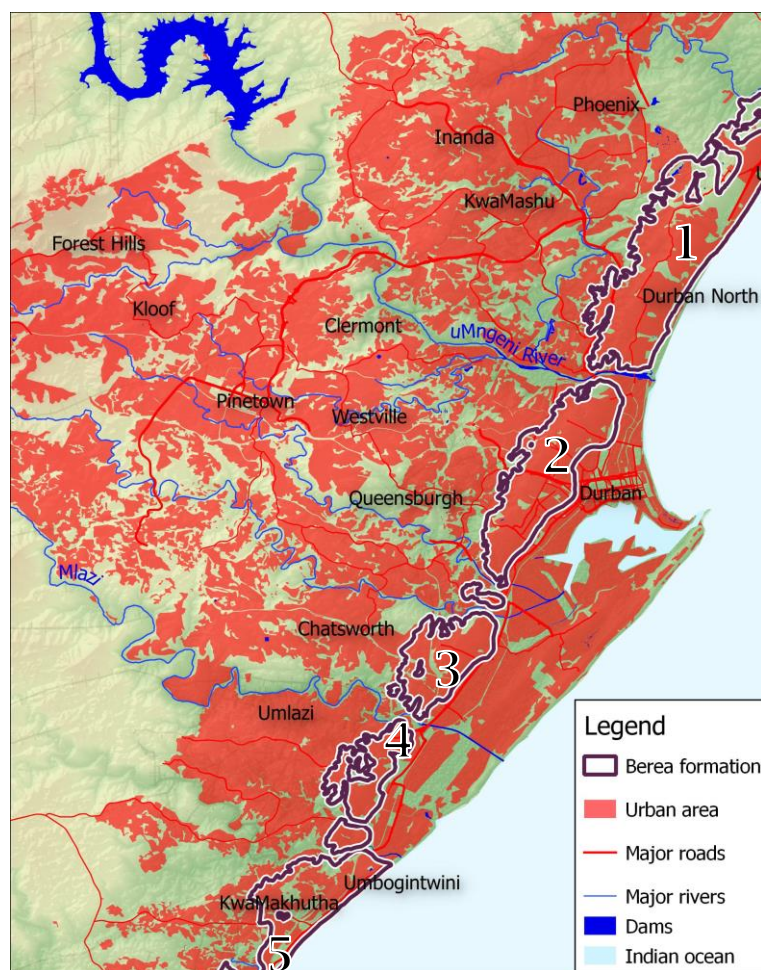 Phoenix
Inanda
KwaMashu
1
Forest Hills
Durban North
Kloof
Clermont
uMngeni River
Pinetown
Westville
2
Queensburgh
Durban
Mlazi
Chatsworth
3
Umlazi
4
Legend
Berea formation
Urban area
Umbogintwini
Major roads
KwaMakhutha
Major rivers
Dams
5
Indian ocean